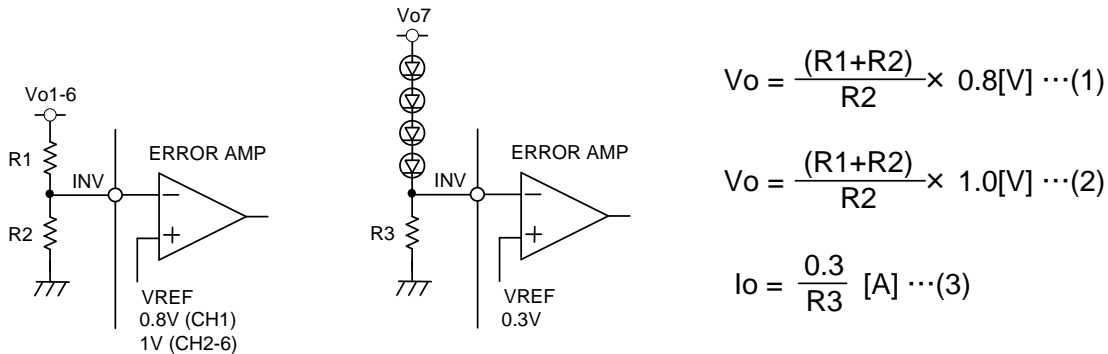 Vo1-6
R1
INV
ERROR AMP
−
R2
+
VREF
0.8V (CH1)
1V (CH2-6)
Vo7
INV
ERROR AMP
−
R3
+
VREF
0.3V
Vo = (R1+R2)/R2 × 0.8[V] ···(1)
Vo = (R1+R2)/R2 × 1.0[V] ···(2)
Io = 0.3/R3 [A] ···(3)